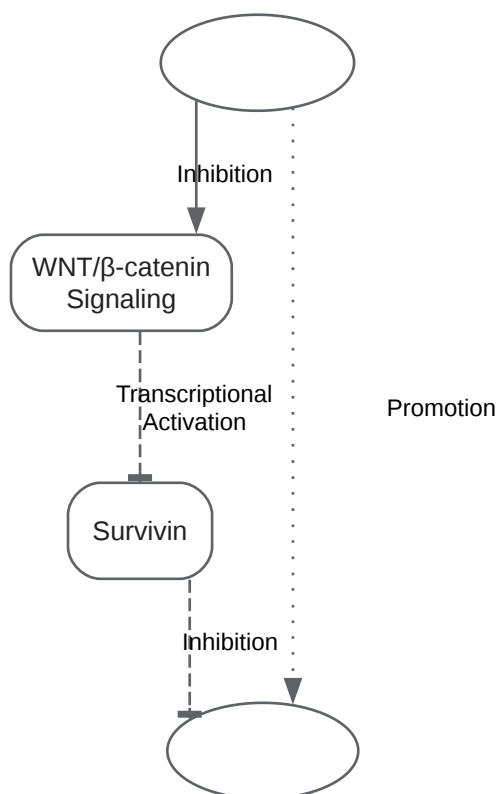 Inhibition
WNT/β-catenin
Signaling
Transcriptional
Activation
Promotion
Survivin
Inhibition